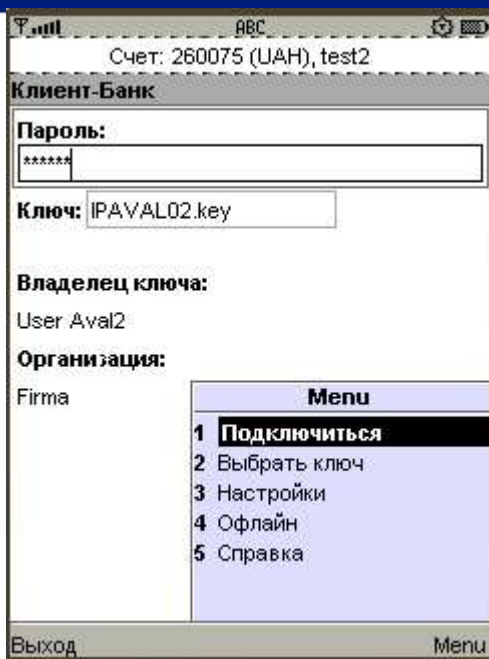 ABC
Счет: 260075 (UAH), test2
Клиент-Банк
Пароль:
******
Ключ: IPAVAL02.key
Владелец ключа:
User Aval2
Организация:
Firma
Menu
1 Подключиться
2 Выбрать ключ
3 Настройки
4 Офлайн
5 Справка
Выход Menu